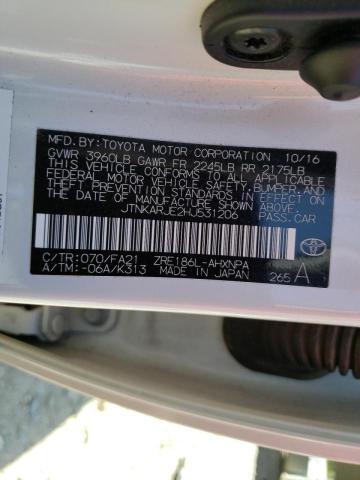 MFD. BY: TOYOTA MOTOR CORPORATION 10/16
GVWR 3960LB GAWR FR 2245LB RR 2175LB
THIS VEHICLE CONFORMS TO ALL APPLICABLE
FEDERAL MOTOR VEHICLE SAFETY, BUMPER, AND
THEFT PREVENTION STANDARDS IN EFFECT ON
THE DATE OF MANUFACTURE SHOWN ABOVE.
JTNKARJE2HJ531206 PASS.CAR
C/TR:070/FA21 ZRE186L-AHXNPA
A/TM:-06A/K313 MADE IN JAPAN 265 A